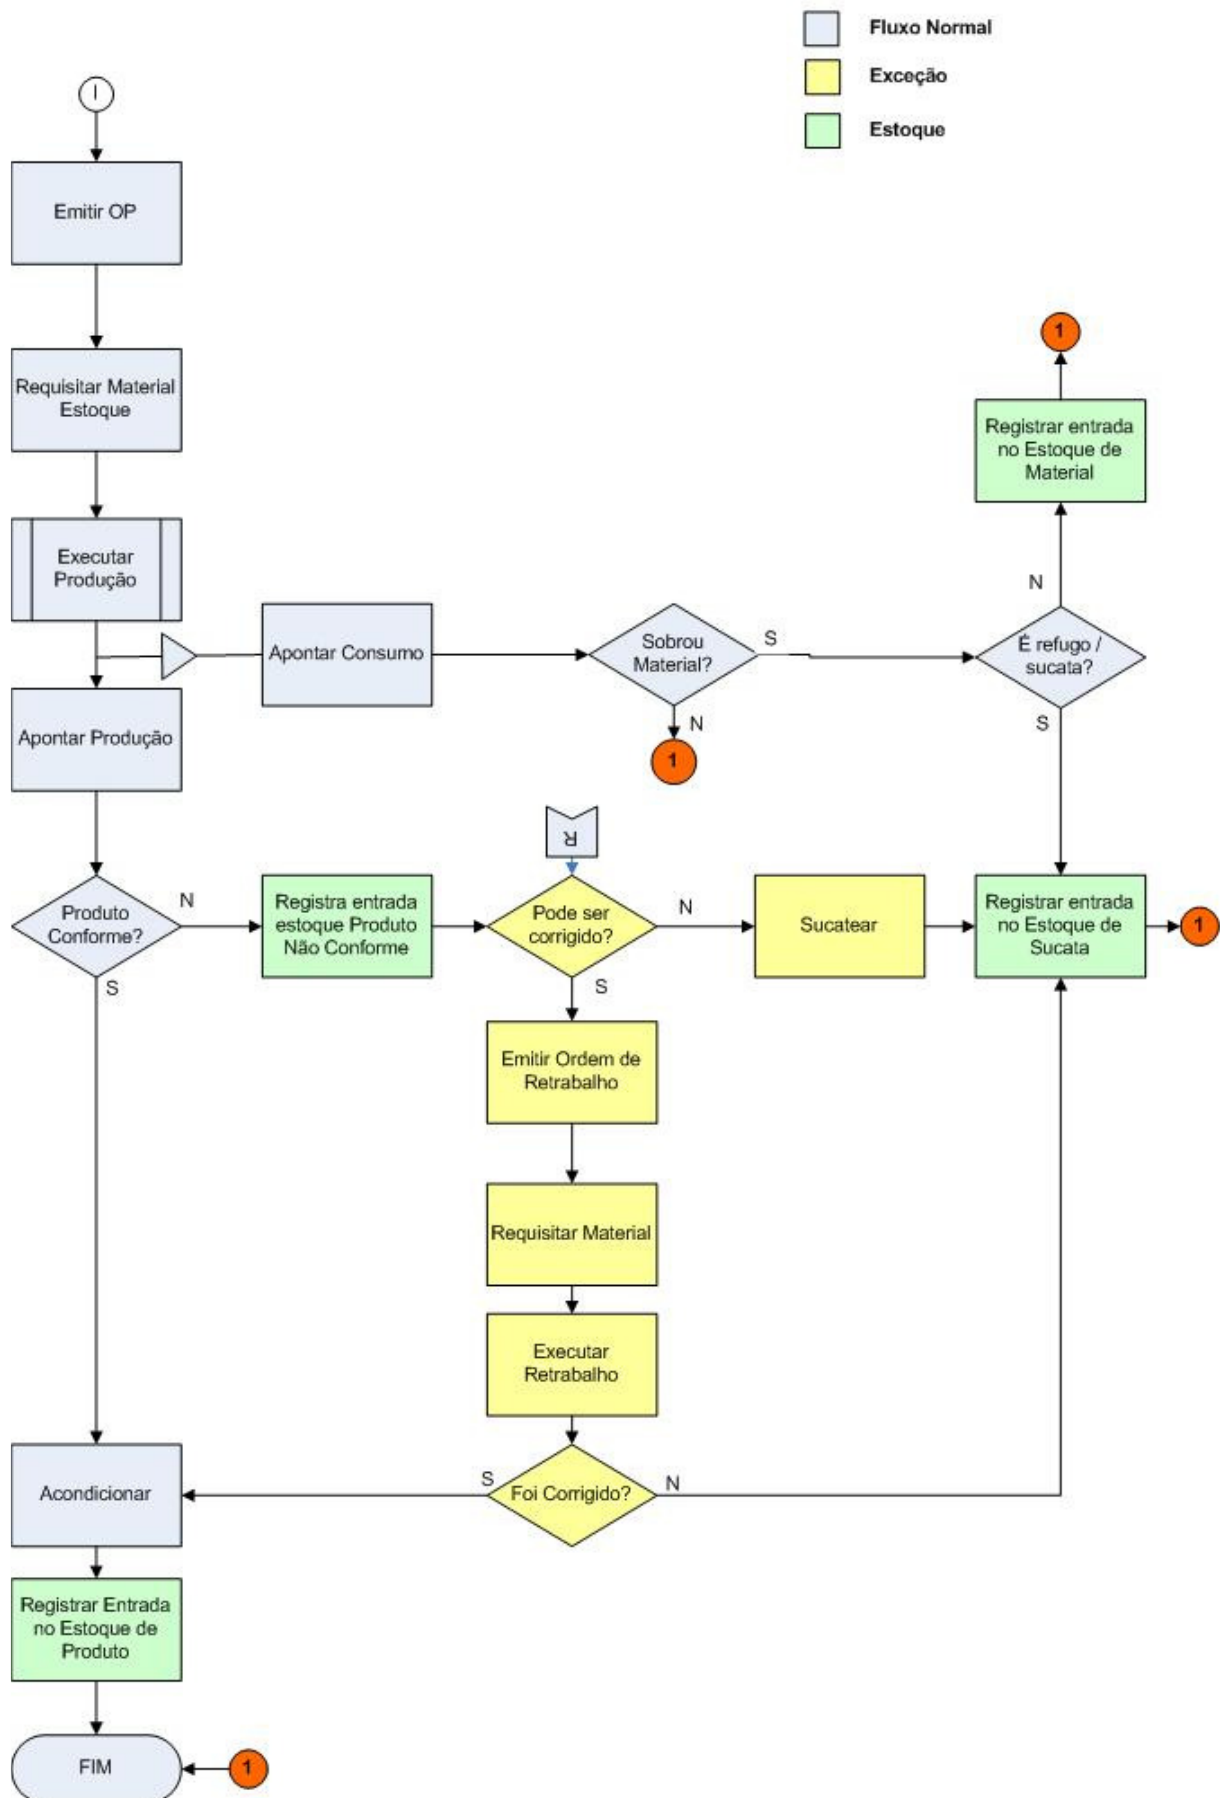 Fluxo Normal
Exceção
Estoque
I
Emitir OP
1
Requisitar Material
Estoque
Registrar entrada
no Estoque de
Material
Executar
Produção
N
Apontar Consumo
Sobrou
Material?
S
É refugo /
sucata?
Apontar Produção
N
S
1
R
Produto
Conforme?
N
Registra entrada
estoque Produto
Não Conforme
Pode ser
corrigido?
N
Sucatear
Registrar entrada
no Estoque de
Sucata
1
S
S
Emitir Ordem de
Retrabalho
Requisitar Material
Executar
Retrabalho
Acondicionar
S
Foi Corrigido?
N
Registrar Entrada
no Estoque de
Produto
FIM
1